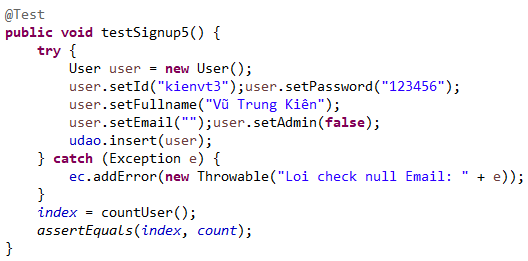 @Test
public void testSignup5() {
    try {
        User user = new User();
        user.setId("kienvt3");user.setPassword("123456");
        user.setFullname("Vũ Trung Kiên");
        user.setEmail("");user.setAdmin(false);
        udao.insert(user);
    } catch (Exception e) {
        ec.addError(new Throwable("Loi check null Email: " + e));
    }
    index = countUser();
    assertEquals(index, count);
}